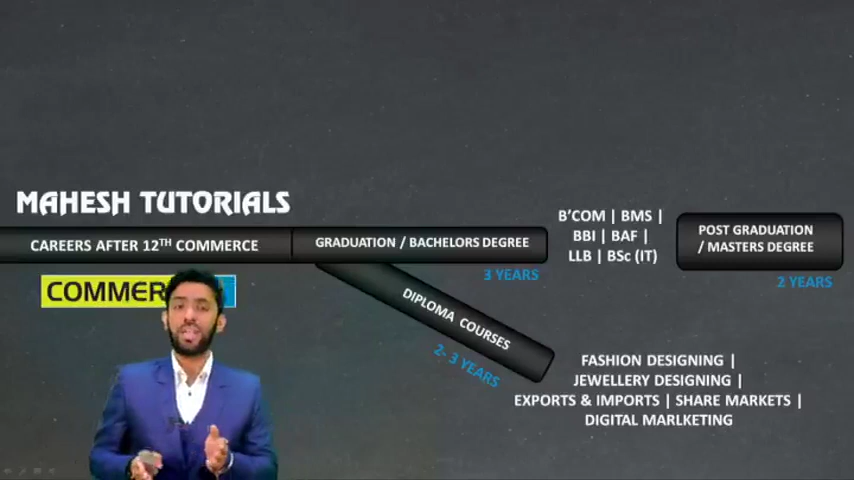 MAHESH TUTORIALS
CAREERS AFTER 12TH COMMERCE
GRADUATION / BACHELORS DEGREE
3 YEARS
B'COM | BMS |
BBI | BAF |
LLB | BSc (IT)
POST GRADUATION
/ MASTERS DEGREE
2 YEARS
DIPLOMA COURSES
2- 3 YEARS
FASHION DESIGNING |
JEWELLERY DESIGNING |
EXPORTS & IMPORTS | SHARE MARKETS |
DIGITAL MARLKETING